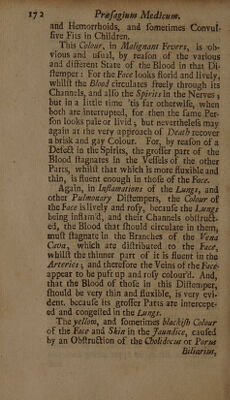 172 Præsagium Medicum.
and Hemorrhoids, and sometimes Convul-
sive Fits in Children.
This Colour, in Malignant Fevers, is ob-
vious and usual, by reason of the various
and different State of the Blood in that Di-
stemper: For the Face looks florid and lively,
whilst the Blood circulates freely through its
Channels, and also the Spirits in the Nerves;
but in a little time 'tis far otherwise, when
both are interrupted, for then the same Per-
son looks pale or livid; but nevertheless may
again at the very approach of Death recover
a brisk and gay Colour. For, by reason of a
Defect in the Spirits, the grosser part of the
Blood stagnates in the Vessels of the other
Parts, whilst that which is more fluxible and
thin, is fluent enough in those of the Face.
Again, in Inflamations of the Lungs, and
other Pulmonary Distempers, the Colour of
the Face is lively and rosy, because the Lungs
being inflam'd, and their Channels obstruct-
ed, the Blood that should circulate in them,
must stagnate in the Branches of the Vena
Cava, which are distributed to the Face,
whilst the thinner part of it is fluent in the
Arteries; and therefore the Veins of the Face
appear to be puft up and rosy colour'd. And,
that the Blood of those in this Distemper,
should be very thin and fluxible, is very evi-
dent, because its grosser Parts are intercept-
ed and congested in the Lungs.
The yellow, and sometimes blackish Colour
of the Face and Skin in the Jaundice, caused
by an Obstruction of the Cholidocus or Porus
Biliarius,